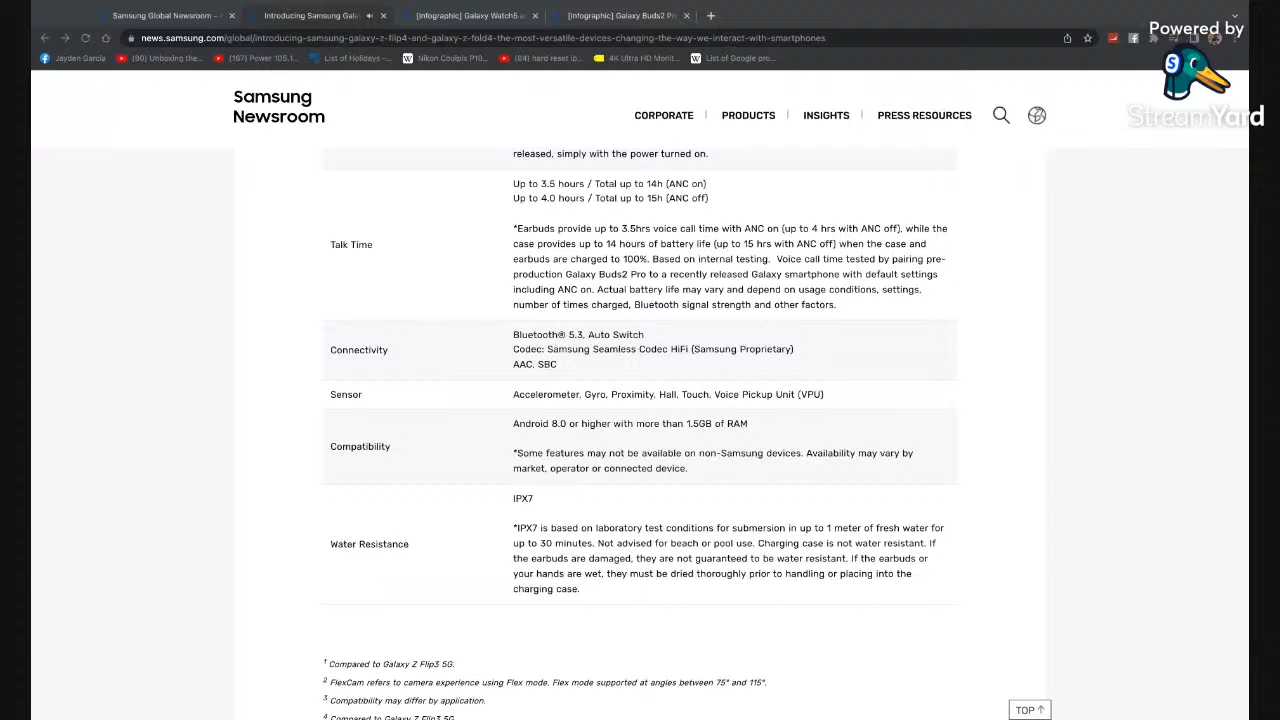 Samsung Global Newsroom –
Introducing Samsung Gala
[Infographic] Galaxy Watch5 a
[Infographic] Galaxy Buds2 Pr
news.samsung.com/global/introducing-samsung-galaxy-z-flip4-and-galaxy-z-fold4-the-most-versatile-devices-changing-the-way-we-interact-with-smartphones
Powered by
Jayden Garcia
(80) Unboxing the...
(167) Power 105.1...
List of Holidays-...
Nikon Coolpix P10...
(84) hard reset ip...
4K Ultra HD Monit...
List of Google pro...
StreamYard
Samsung
Newsroom
CORPORATE
PRODUCTS
INSIGHTS
PRESS RESOURCES
released, simply with the power turned on.
Talk Time
Up to 3.5 hours / Total up to 14h (ANC on)
Up to 4.0 hours / Total up to 15h (ANC off)
*Earbuds provide up to 3.5hrs voice call time with ANC on (up to 4 hrs with ANC off), while the
case provides up to 14 hours of battery life (up to 15 hrs with ANC off) when the case and
earbuds are charged to 100%. Based on internal testing. Voice call time tested by pairing pre-
production Galaxy Buds2 Pro to a recently released Galaxy smartphone with default settings
including ANC on. Actual battery life may vary and depend on usage conditions, settings,
number of times charged, Bluetooth signal strength and other factors.
Connectivity
Bluetooth® 5.3, Auto Switch
Codec: Samsung Seamless Codec HiFi (Samsung Proprietary)
AAC, SBC
Sensor
Accelerometer, Gyro, Proximity, Hall, Touch, Voice Pickup Unit (VPU)
Compatibility
Android 8.0 or higher with more than 1.5GB of RAM
*Some features may not be available on non-Samsung devices. Availability may vary by
market, operator or connected device.
Water Resistance
IPX7
*IPX7 is based on laboratory test conditions for submersion in up to 1 meter of fresh water for
up to 30 minutes. Not advised for beach or pool use. Charging case is not water resistant. If
the earbuds are damaged, they are not guaranteed to be water resistant. If the earbuds or
your hands are wet, they must be dried thoroughly prior to handling or placing into the
charging case.
1 Compared to Galaxy Z Flip3 5G.
2 FlexCam refers to camera experience using Flex mode. Flex mode supported at angles between 75° and 115°.
3 Compatibility may differ by application.
4 Compared to Galaxy Z Flip3 5G.
TOP